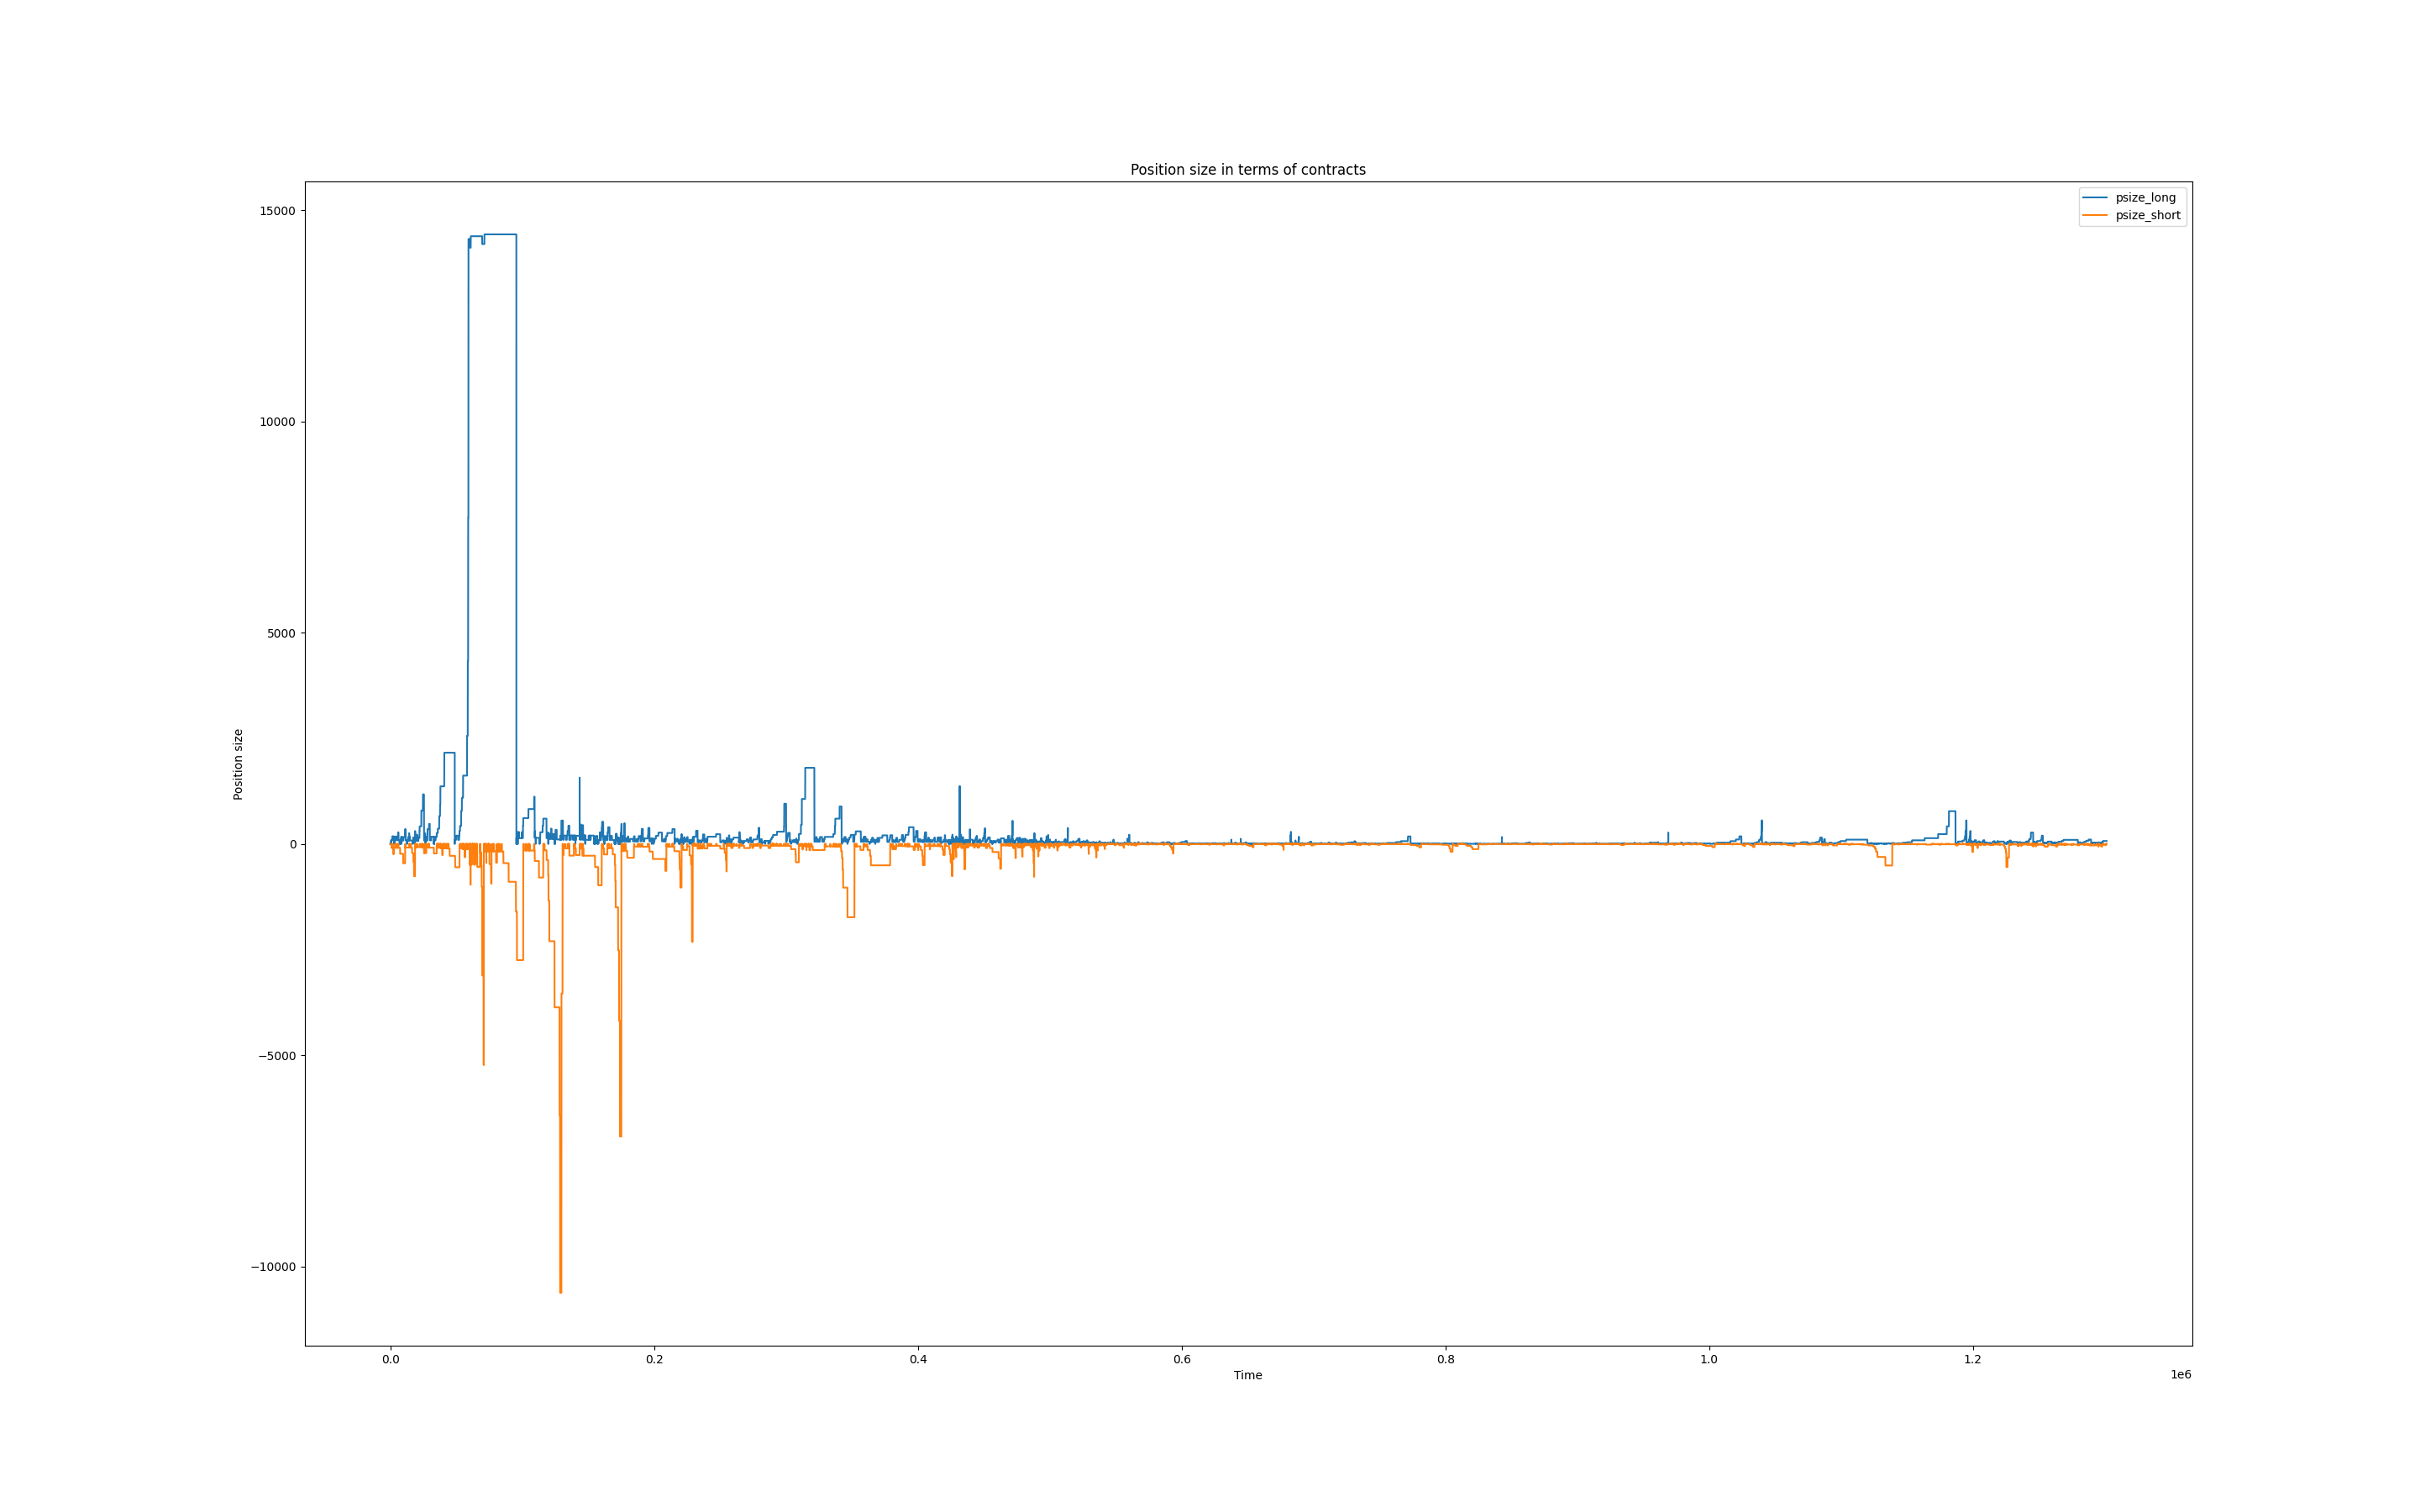 Position size in terms of contracts
psize_long
psize_short
15000
10000
5000
0
−5000
−10000
Position size
0.0 0.2 0.4 0.6 0.8 1.0 1.2
Time
1e6